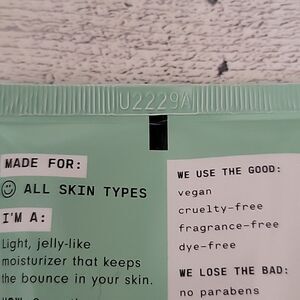 U2229A
MADE FOR:
ALL SKIN TYPES
I'M A:
Light, jelly-like
moisturizer that keeps
the bounce in your skin.
WE USE THE GOOD:
vegan
cruelty-free
fragrance-free
dye-free
WE LOSE THE BAD:
no parabens